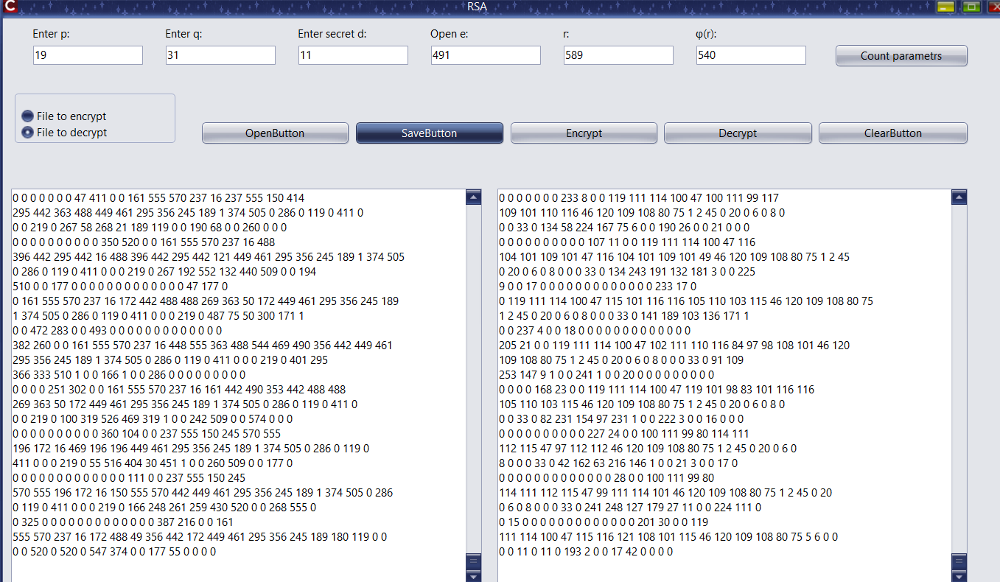 RSA
Enter p:
Enter q:
Enter secret d:
Open e:
r:
φ(r):
19
31
11
491
589
540
Count parametrs
File to encrypt
File to decrypt
OpenButton
SaveButton
Encrypt
Decrypt
ClearButton
0 0 0 0 0 0 0 47 411 0 0 161 555 570 237 16 237 555 150 414
295 442 363 488 449 461 295 356 245 189 1 374 505 0 286 0 119 0 411 0
0 0 219 0 267 58 268 21 189 119 0 0 190 68 0 0 260 0 0 0
0 0 0 0 0 0 0 0 0 0 350 520 0 0 161 555 570 237 16 488
396 442 295 442 16 488 396 442 295 442 121 449 461 295 356 245 189 1 374 505
0 286 0 119 0 411 0 0 0 219 0 267 192 552 132 440 509 0 0 194
510 0 0 177 0 0 0 0 0 0 0 0 0 0 0 0 0 47 177 0
0 161 555 570 237 16 172 442 488 488 269 363 50 172 449 461 295 356 245 189
1 374 505 0 286 0 119 0 411 0 0 0 219 0 487 75 50 300 171 1
0 0 472 283 0 0 493 0 0 0 0 0 0 0 0 0 0 0 0 0
382 260 0 0 161 555 570 237 16 448 555 363 488 544 469 490 356 442 449 461
295 356 245 189 1 374 505 0 286 0 119 0 411 0 0 0 219 0 401 295
366 333 510 1 0 0 166 1 0 0 286 0 0 0 0 0 0 0 0 0
0 0 0 0 251 302 0 0 161 555 570 237 16 161 442 490 353 442 488 488
269 363 50 172 449 461 295 356 245 189 1 374 505 0 286 0 119 0 411 0
0 0 219 0 100 319 526 469 319 1 0 0 242 509 0 0 574 0 0 0
0 0 0 0 0 0 0 0 0 0 360 104 0 0 237 555 150 245 570 555
196 172 16 469 196 196 449 461 295 356 245 189 1 374 505 0 286 0 119 0
411 0 0 0 219 0 55 516 404 30 451 1 0 0 260 509 0 0 177 0
0 0 0 0 0 0 0 0 0 0 0 0 0 111 0 0 237 555 150 245
570 555 196 172 16 150 555 570 442 449 461 295 356 245 189 1 374 505 0 286
0 119 0 411 0 0 0 219 0 166 248 261 259 430 520 0 0 268 555 0
0 325 0 0 0 0 0 0 0 0 0 0 0 0 0 387 216 0 0 161
555 570 237 16 172 488 49 356 442 172 449 461 295 356 245 189 180 119 0 0
0 0 520 0 520 0 547 374 0 0 177 55 0 0 0 0
0 0 0 0 0 0 0 233 8 0 0 119 111 114 100 47 100 111 99 117
109 101 110 116 46 120 109 108 80 75 1 2 45 0 20 0 6 0 8 0
0 0 33 0 134 58 224 167 75 6 0 0 190 26 0 0 21 0 0 0
0 0 0 0 0 0 0 0 0 0 107 11 0 0 119 111 114 100 47 116
104 101 109 101 47 116 104 101 109 101 49 46 120 109 108 80 75 1 2 45
0 20 0 6 0 8 0 0 0 33 0 134 243 191 132 181 3 0 0 225
9 0 0 17 0 0 0 0 0 0 0 0 0 0 0 0 0 233 17 0
0 119 111 114 100 47 115 101 116 116 105 110 103 115 46 120 109 108 80 75
1 2 45 0 20 0 6 0 8 0 0 0 33 0 141 189 103 136 171 1
0 0 237 4 0 0 18 0 0 0 0 0 0 0 0 0 0 0 0 0
205 21 0 0 119 111 114 100 47 102 111 110 116 84 97 98 108 101 46 120
109 108 80 75 1 2 45 0 20 0 6 0 8 0 0 0 33 0 91 109
253 147 9 1 0 0 241 1 0 0 20 0 0 0 0 0 0 0 0 0
0 0 0 0 168 23 0 0 119 111 114 100 47 119 101 98 83 101 116 116
105 110 103 115 46 120 109 108 80 75 1 2 45 0 20 0 6 0 8 0
0 0 33 0 82 231 154 97 231 1 0 0 222 3 0 0 16 0 0 0
0 0 0 0 0 0 0 0 0 0 227 24 0 0 100 111 99 80 114 111
112 115 47 97 112 112 46 120 109 108 80 75 1 2 45 0 20 0 6 0
8 0 0 0 33 0 42 162 63 216 146 1 0 0 21 3 0 0 17 0
0 0 0 0 0 0 0 0 0 0 0 0 0 28 0 0 100 111 99 80
114 111 112 115 47 99 111 114 101 46 120 109 108 80 75 1 2 45 0 20
0 6 0 8 0 0 0 33 0 241 248 127 179 27 11 0 0 224 111 0
0 15 0 0 0 0 0 0 0 0 0 0 0 0 0 201 30 0 0 119
111 114 100 47 115 116 121 108 101 115 46 120 109 108 80 75 5 6 0 0
0 0 11 0 11 0 193 2 0 0 17 42 0 0 0 0